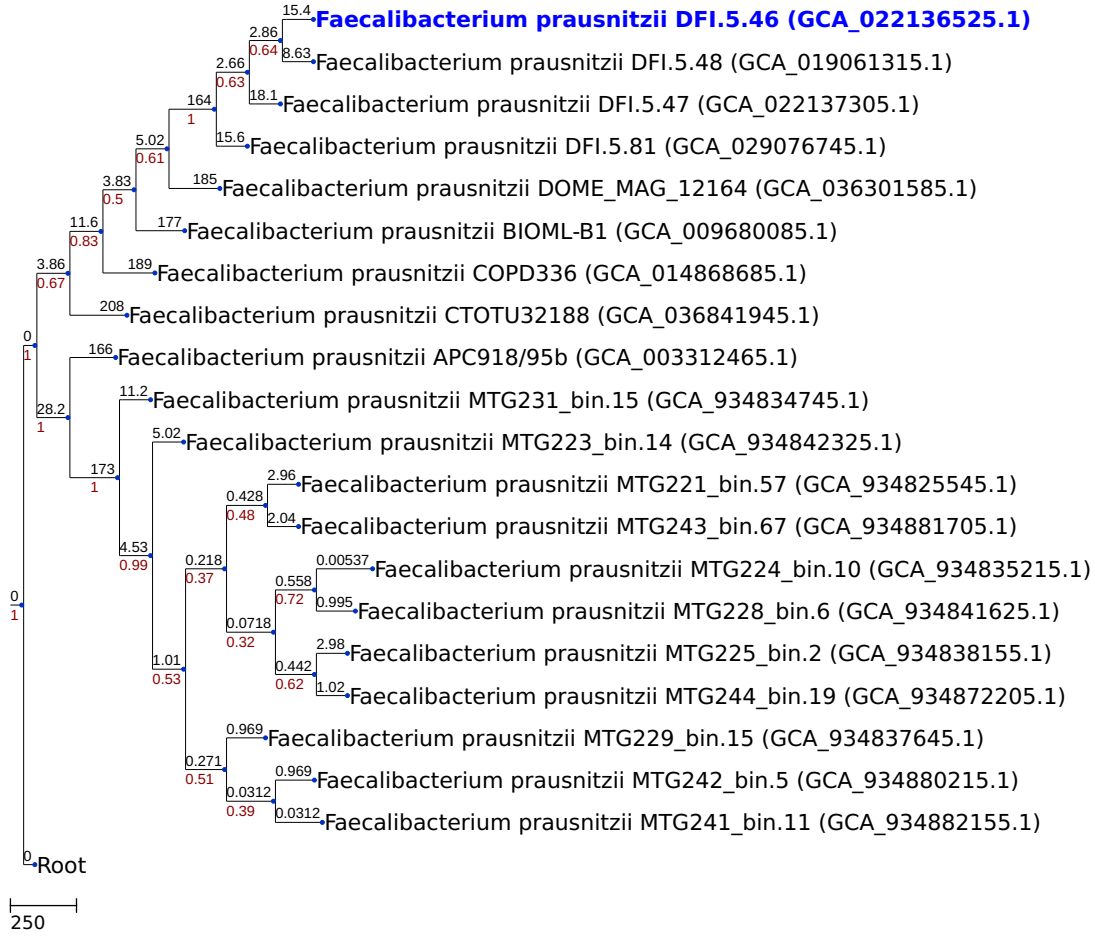 15.4
Faecalibacterium prausnitzii DFI.5.46 (GCA_022136525.1)
2.86
0.64
8.63
Faecalibacterium prausnitzii DFI.5.48 (GCA_019061315.1)
2.66
0.63
18.1
Faecalibacterium prausnitzii DFI.5.47 (GCA_022137305.1)
164
1
15.6
Faecalibacterium prausnitzii DFI.5.81 (GCA_029076745.1)
5.02
0.61
185
Faecalibacterium prausnitzii DOME_MAG_12164 (GCA_036301585.1)
3.83
0.5
177
Faecalibacterium prausnitzii BIOML-B1 (GCA_009680085.1)
11.6
0.83
189
Faecalibacterium prausnitzii COPD336 (GCA_014868685.1)
3.86
0.67
208
Faecalibacterium prausnitzii CTOTU32188 (GCA_036841945.1)
0
1
166
Faecalibacterium prausnitzii APC918/95b (GCA_003312465.1)
28.2
1
11.2
Faecalibacterium prausnitzii MTG231_bin.15 (GCA_934834745.1)
173
1
5.02
Faecalibacterium prausnitzii MTG223_bin.14 (GCA_934842325.1)
4.53
0.99
2.96
Faecalibacterium prausnitzii MTG221_bin.57 (GCA_934825545.1)
0.428
0.48
2.04
Faecalibacterium prausnitzii MTG243_bin.67 (GCA_934881705.1)
0.218
0.37
0.00537
Faecalibacterium prausnitzii MTG224_bin.10 (GCA_934835215.1)
0.558
0.72
0.995
Faecalibacterium prausnitzii MTG228_bin.6 (GCA_934841625.1)
0.0718
0.32
2.98
Faecalibacterium prausnitzii MTG225_bin.2 (GCA_934838155.1)
0.442
0.62
1.02
Faecalibacterium prausnitzii MTG244_bin.19 (GCA_934872205.1)
1.01
0.53
0.969
Faecalibacterium prausnitzii MTG229_bin.15 (GCA_934837645.1)
0.271
0.51
0.969
Faecalibacterium prausnitzii MTG242_bin.5 (GCA_934880215.1)
0.0312
0.39
0.0312
Faecalibacterium prausnitzii MTG241_bin.11 (GCA_934882155.1)
0
1
0
Root
250